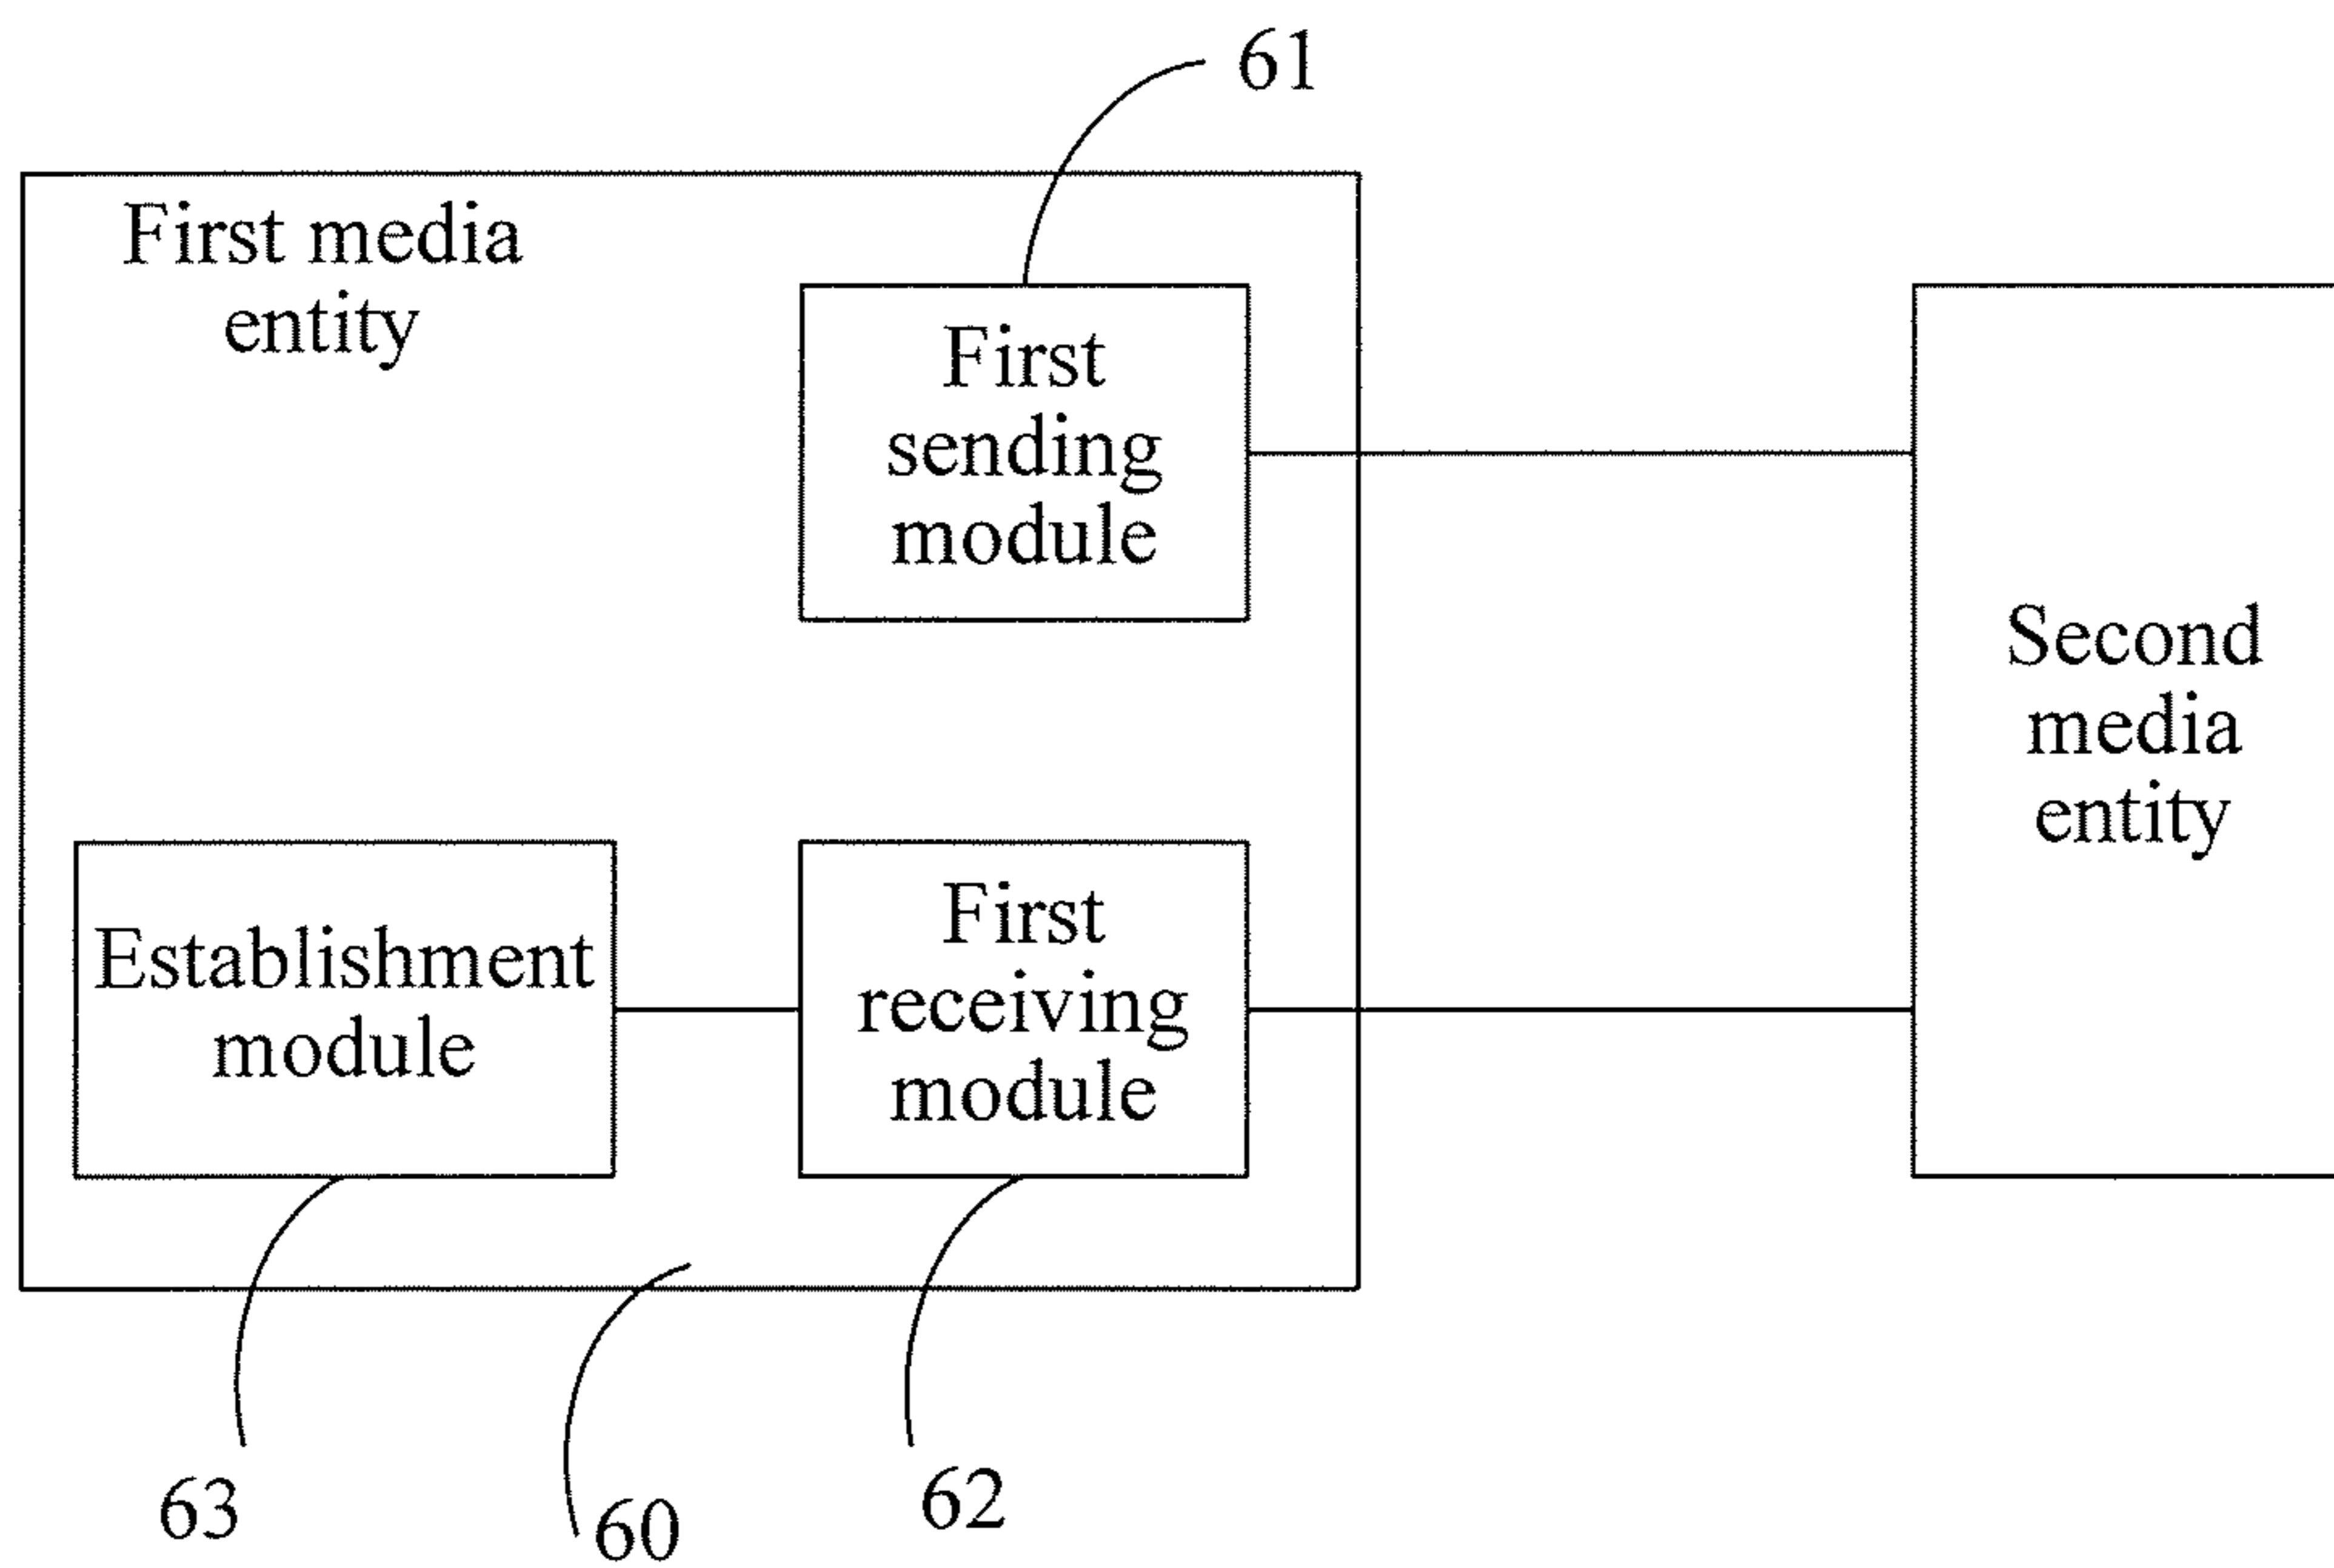 61
First media
entity
First
sending
module
Second
media
entity
Establishment
module
First
receiving
module
63
60
62